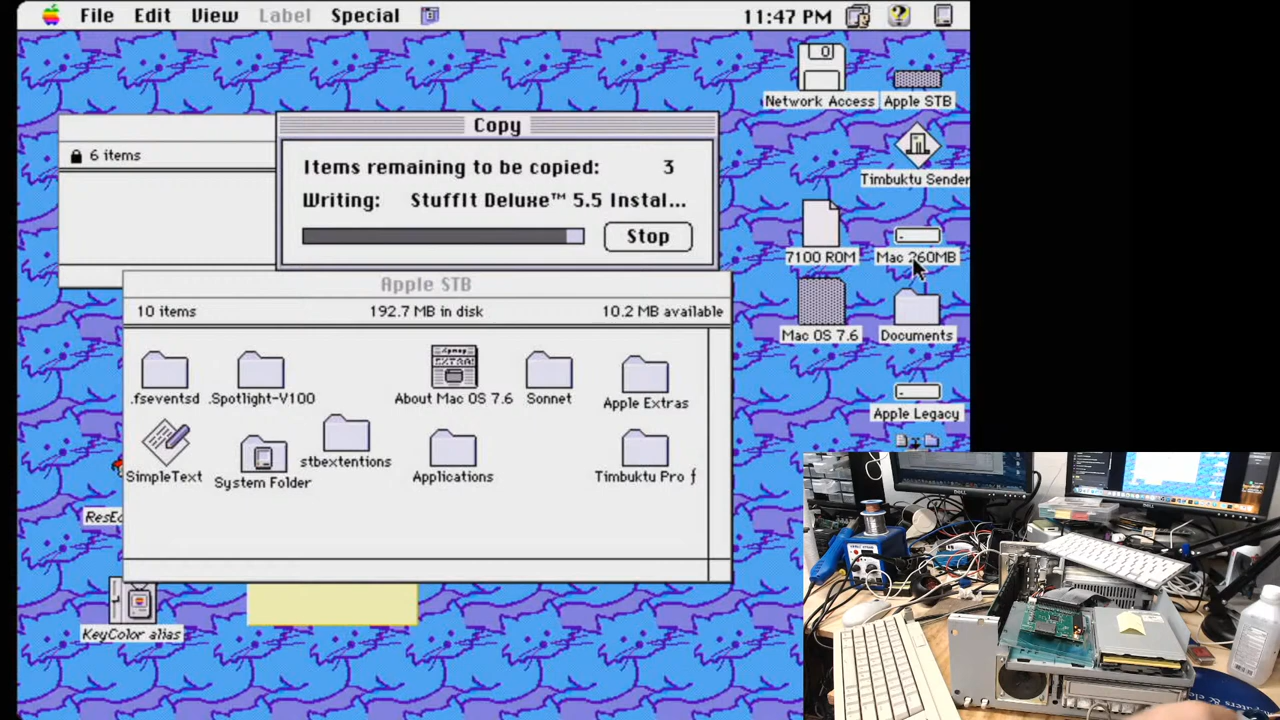 File Edit View Label Special 11:47 PM
Network Access
Apple STB
6 items
Copy
Items remaining to be copied: 3
Writing: StuffIt Deluxe™ 5.5 Instal...
Stop
Timbuktu Sender
7100 ROM
Mac 260MB
Mac OS 7.6
Documents
Apple Legacy
Apple STB
10 items 192.7 MB in disk 10.2 MB available
.fseventsd
.Spotlight-V100
About Mac OS 7.6
Sonnet
Apple Extras
SimpleText
System Folder
stbextentions
Applications
Timbuktu Pro ƒ
ResE
KeyColor alias
DELL
DELL